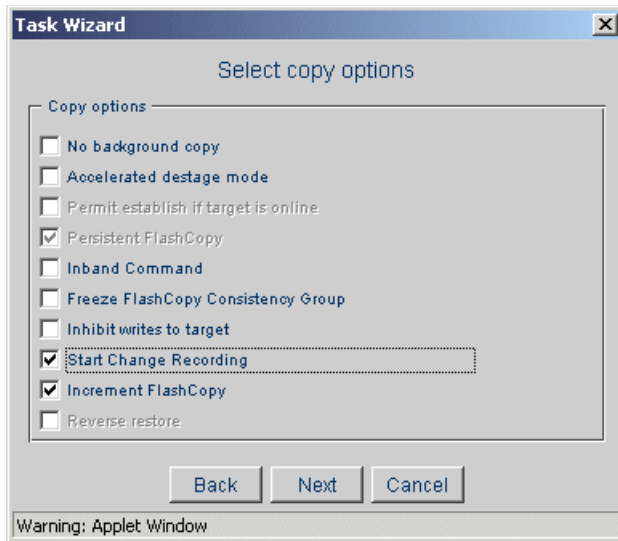 Task Wizard
Select copy options
Copy options
No background copy
Accelerated destage mode
Permit establish if target is online
Persistent FlashCopy
Inband Command
Freeze FlashCopy Consistency Group
Inhibit writes to target
Start Change Recording
Increment FlashCopy
Reverse restore
Back Next Cancel
Warning: Applet Window